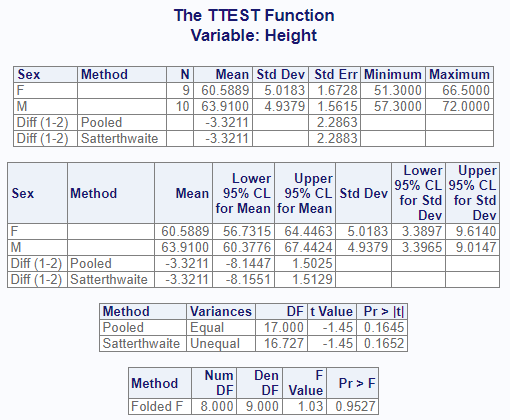 The TTEST Function
Variable: Height
Sex Method N Mean Std Dev Std Err Minimum Maximum
F 9 60.5889 5.0183 1.6728 51.3000 66.5000
M 10 63.9100 4.9379 1.5615 57.3000 72.0000
Diff (1-2) Pooled -3.3211 2.2863
Diff (1-2) Satterthwaite -3.3211 2.2883
Sex Method Mean Lower 95% CL for Mean Upper 95% CL for Mean Std Dev Lower 95% CL for Std Dev Upper 95% CL for Std Dev
F 60.5889 56.7315 64.4463 5.0183 3.3897 9.6140
M 63.9100 60.3776 67.4424 4.9379 3.3965 9.0147
Diff (1-2) Pooled -3.3211 -8.1447 1.5025
Diff (1-2) Satterthwaite -3.3211 -8.1551 1.5129
Method Variances DF t Value Pr > |t|
Pooled Equal 17.000 -1.45 0.1645
Satterthwaite Unequal 16.727 -1.45 0.1652
Method Num DF Den DF F Value Pr > F
Folded F 8.000 9.000 1.03 0.9527